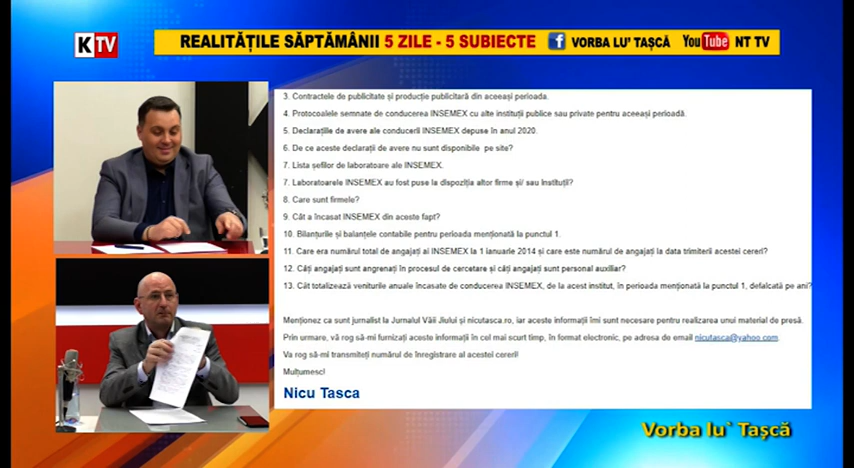 KTV
REALITĂȚILE SĂPTĂMÂNII 5 ZILE - 5 SUBIECTE f VORBA LU' TAȘCĂ YouTube NT TV
3. Contractele de publicitate și producție publicitară din aceeași perioada.
4. Protocoalele semnate de conducerea INSEMEX cu alte instituții publice sau private pentru aceeași perioadă.
5. Declarațiile de avere ale conducerii INSEMEX depuse în anul 2020.
6. De ce aceste declarații de avere nu sunt disponibile pe site?
7. Lista șefilor de laboratoare ale INSEMEX.
7. Laboratoarele INSEMEX au fost puse la dispoziția altor firme și/ sau instituții?
8. Care sunt firmele?
9. Cât a încasat INSEMEX din aceste fapt?
10. Bilanțurile și balanțele contabile pentru perioada menționată la punctul 1.
11. Care era numărul total de angajați ai INSEMEX la 1 ianuarie 2014 și care este numărul de angajați la data trimiterii acestei cereri?
12. Câți angajați sunt angrenați în procesul de cercetare și câți angajați sunt personal auxiliar?
13. Cât totalizează veniturile anuale încasate de conducerea INSEMEX, de la acest institut, în perioada menționată la punctul 1, defalcată pe ani?
Menționez ca sunt jurnalist la Jurnalul Văii Jiului și nicutasca.ro, iar aceste informații îmi sunt necesare pentru realizarea unui material de presă.
Prin urmare, vă rog să-mi furnizați aceste informații în cel mai scurt timp, în format electronic, pe adresa de email nicutasca@yahoo.com.
Va rog să-mi transmiteți numărul de înregistrare al acestei cereri!
Mulțumesc!
Nicu Tasca
Vorba lu` Tașcă